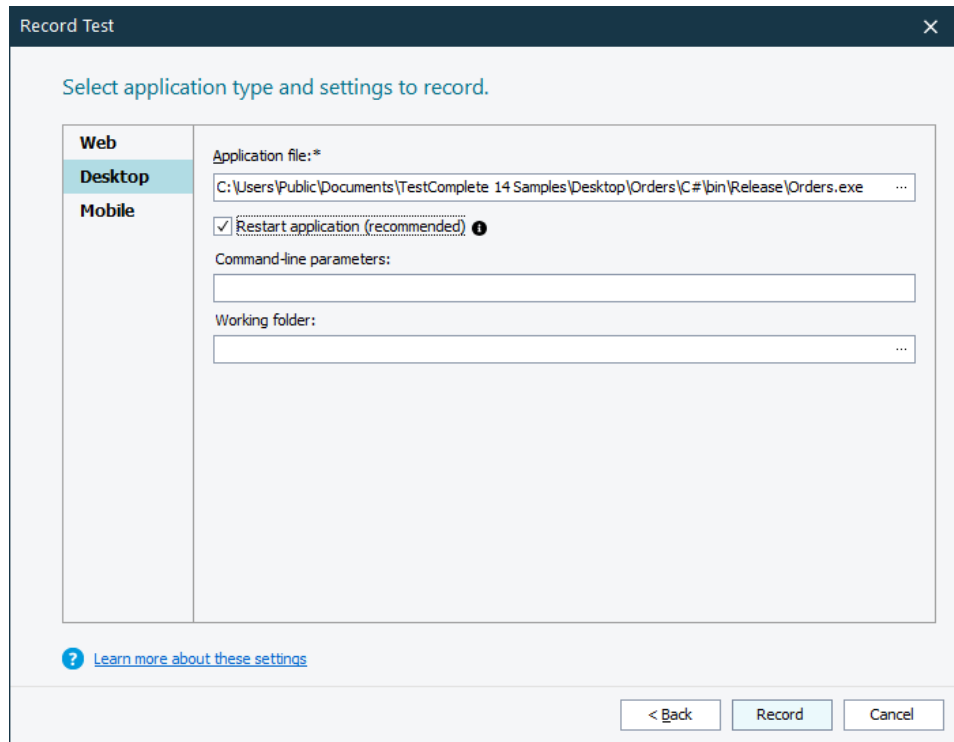 Record Test
Select application type and settings to record.
Web
Desktop
Mobile
Application file:*
C:\Users\Public\Documents\TestComplete 14 Samples\Desktop\Orders\C#\bin\Release\Orders.exe ...
Restart application (recommended)
Command-line parameters:
Working folder:
...
? Learn more about these settings
< Back
Record
Cancel